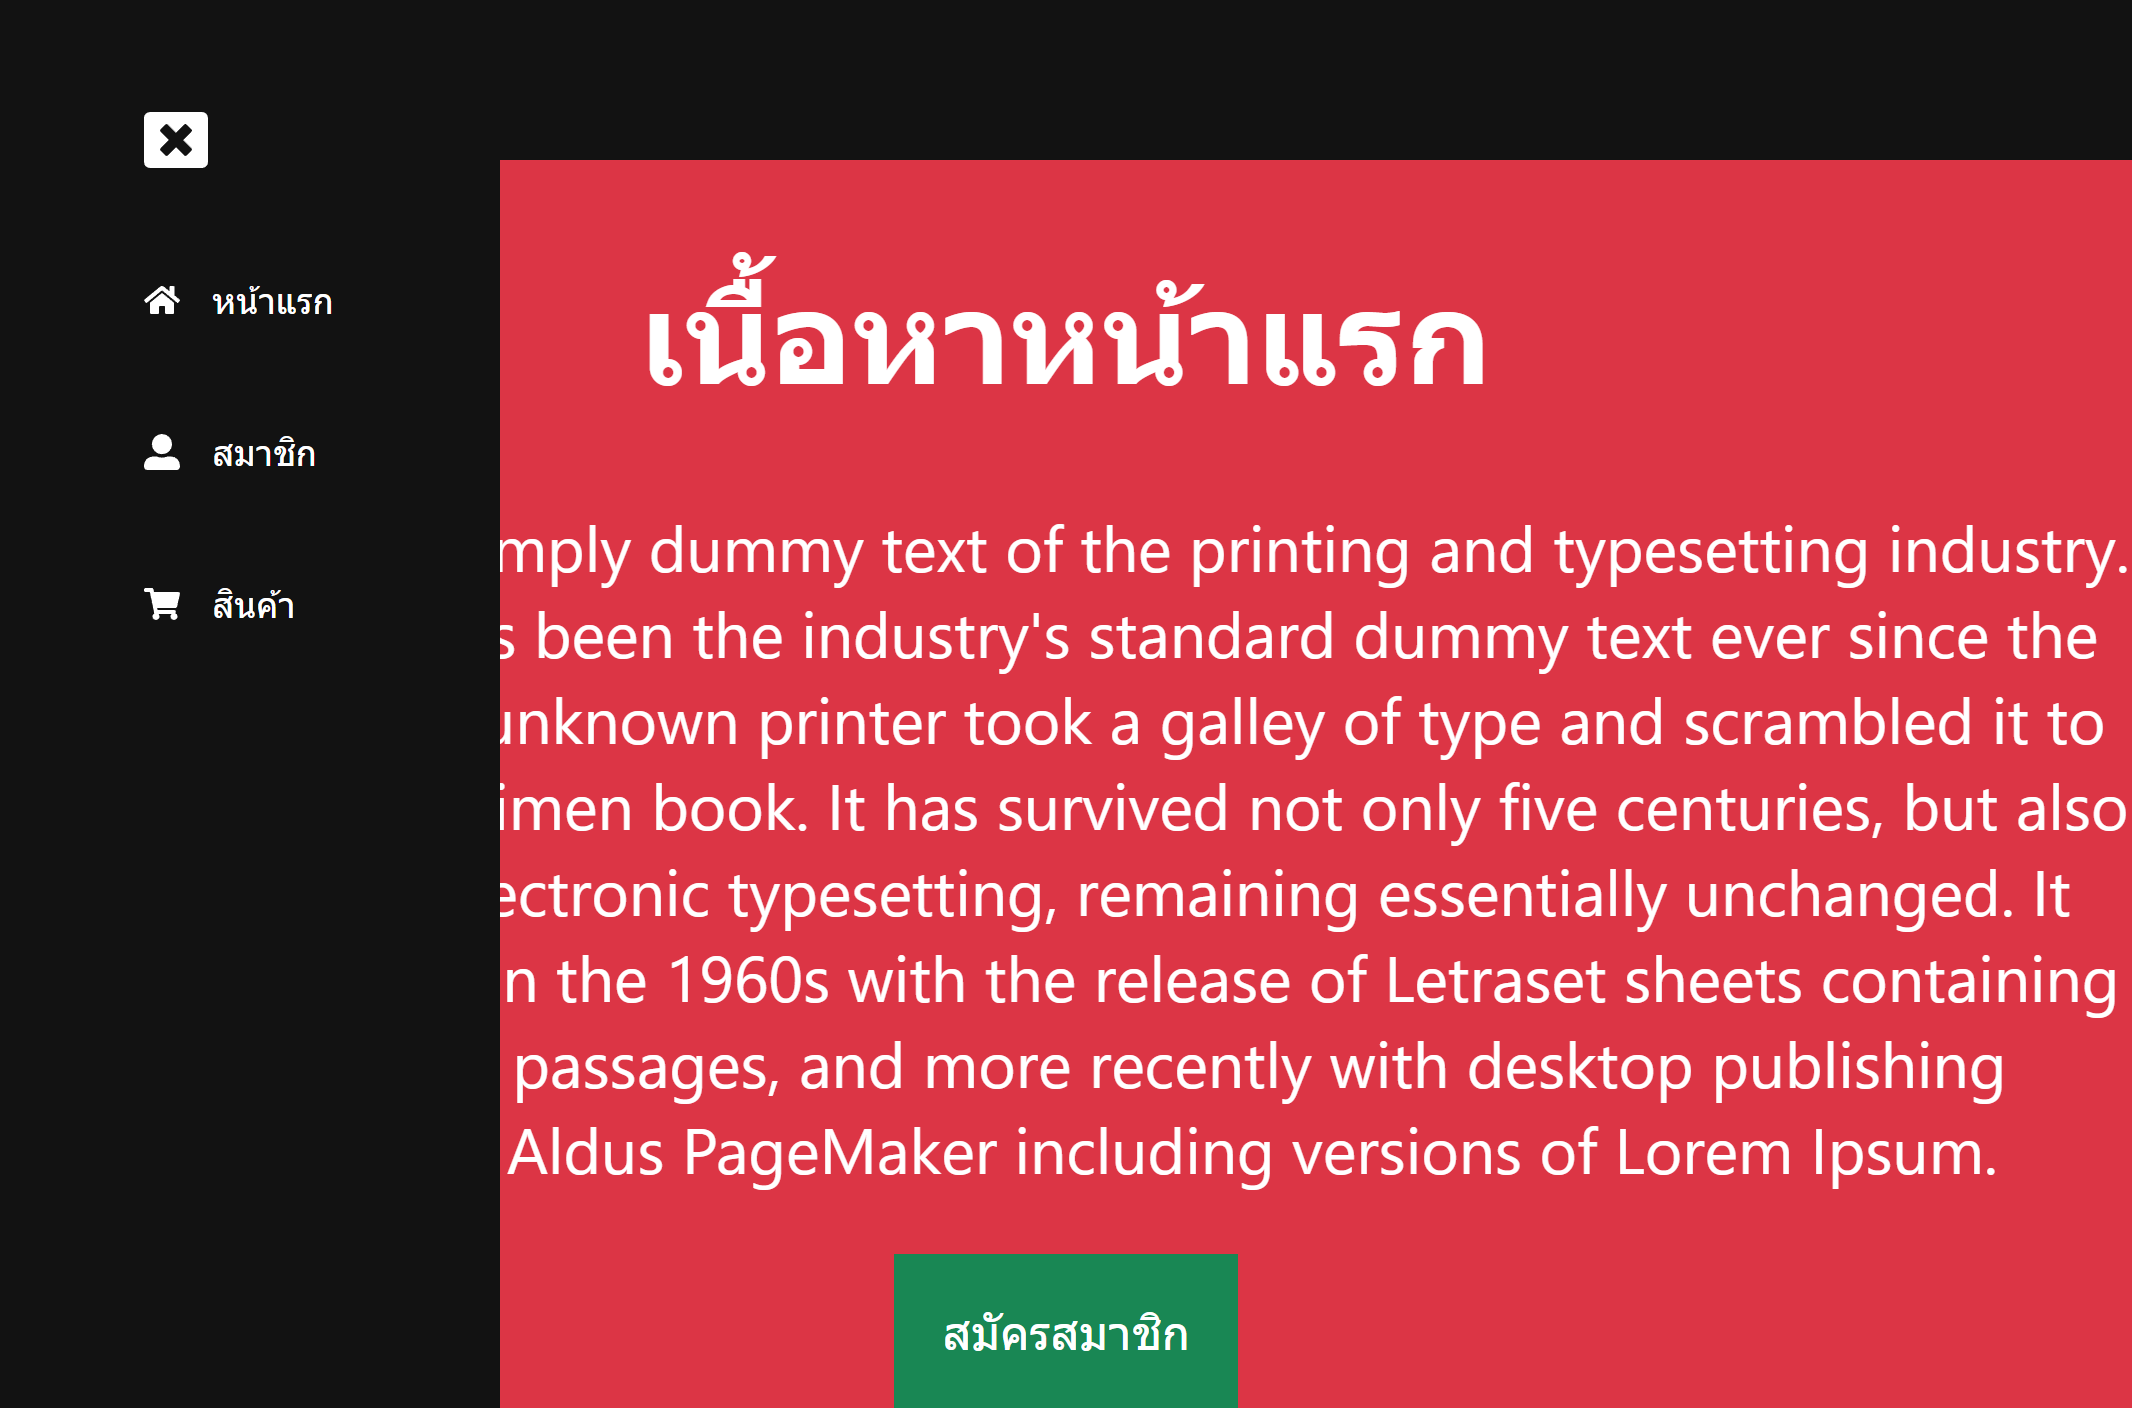 หน้าแรก
สมาชิก
สินค้า
เนื้อหาหน้าแรก
dummy text of the printing and typesetting industry.
been the industry's standard dummy text ever since the
unknown printer took a galley of type and scrambled it to
book. It has survived not only five centuries, but also
typesetting, remaining essentially unchanged. It
the 1960s with the release of Letraset sheets containing
passages, and more recently with desktop publishing
Aldus PageMaker including versions of Lorem Ipsum.
สมัครสมาชิก